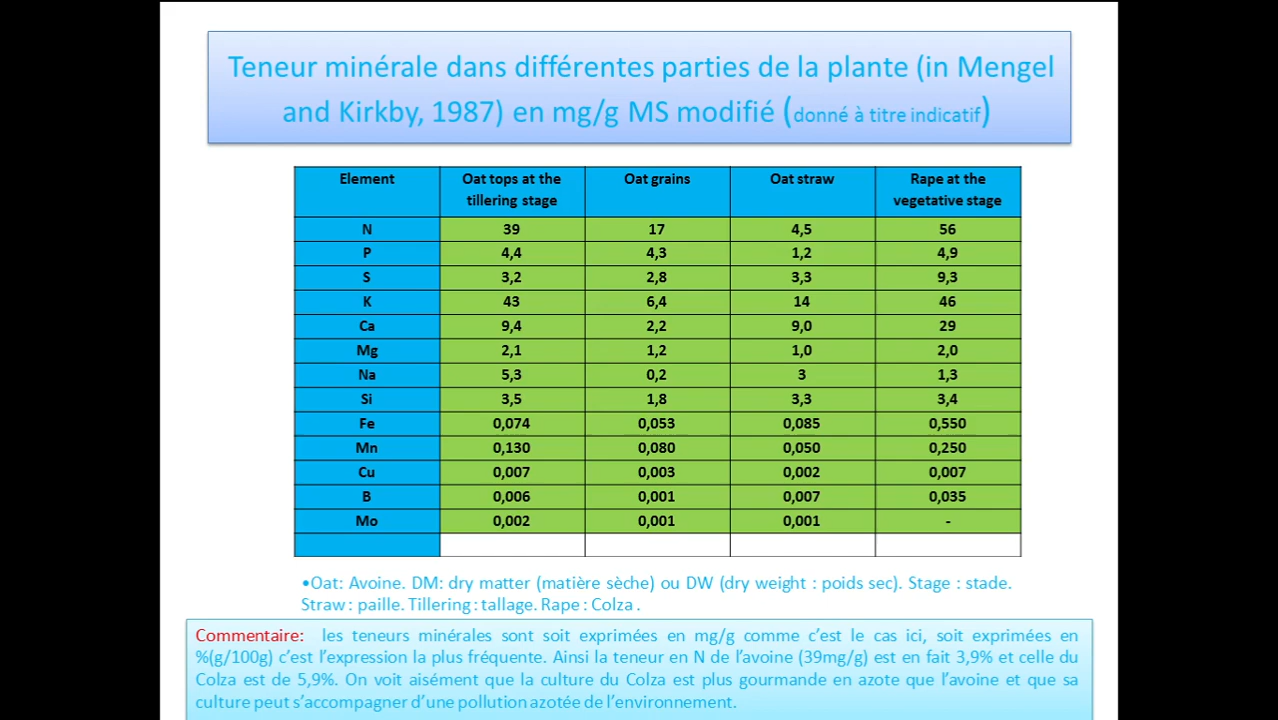 Teneur minérale dans différentes parties de la plante (in Mengel
and Kirkby, 1987) en mg/g MS modifié (donné à titre indicatif)
Element Oat tops at the tillering stage Oat grains Oat straw Rape at the vegetative stage
N 39 17 4,5 56
P 4,4 4,3 1,2 4,9
S 3,2 2,8 3,3 9,3
K 43 6,4 14 46
Ca 9,4 2,2 9,0 29
Mg 2,1 1,2 1,0 2,0
Na 5,3 0,2 3 1,3
Si 3,5 1,8 3,3 3,4
Fe 0,074 0,053 0,085 0,550
Mn 0,130 0,080 0,050 0,250
Cu 0,007 0,003 0,002 0,007
B 0,006 0,001 0,007 0,035
Mo 0,002 0,001 0,001 -
•Oat: Avoine. DM: dry matter (matière sèche) ou DW (dry weight : poids sec). Stage : stade.
Straw : paille. Tillering : tallage. Rape : Colza .
Commentaire: les teneurs minérales sont soit exprimées en mg/g comme c'est le cas ici, soit exprimées en
%(g/100g) c'est l'expression la plus fréquente. Ainsi la teneur en N de l'avoine (39mg/g) est en fait 3,9% et celle du
Colza est de 5,9%. On voit aisément que la culture du Colza est plus gourmande en azote que l'avoine et que sa
culture peut s'accompagner d'une pollution azotée de l'environnement.